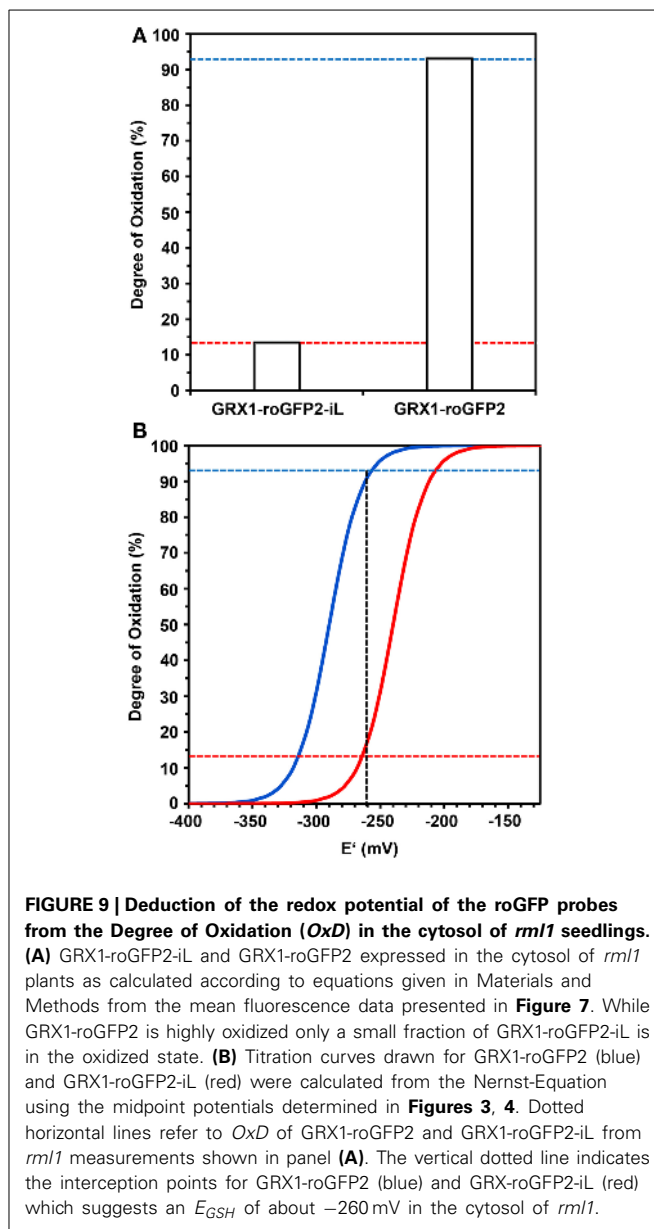 A
100
90
80
70
60
50
40
30
20
10
0
Degree of Oxidation (%)
GRX1-roGFP2-iL
GRX1-roGFP2
B
100
90
80
70
60
50
40
30
20
10
0
Degree of Oxidation (%)
-400
-350
-300
-250
-200
-150
E‘ (mV)
FIGURE 9 | Deduction of the redox potential of the roGFP probes
from the Degree of Oxidation (OxD) in the cytosol of rml1 seedlings.
(A) GRX1-roGFP2-iL and GRX1-roGFP2 expressed in the cytosol of rml1
plants as calculated according to equations given in Materials and
Methods from the mean fluorescence data presented in Figure 7. While
GRX1-roGFP2 is highly oxidized only a small fraction of GRX1-roGFP2-iL is
in the oxidized state. (B) Titration curves drawn for GRX1-roGFP2 (blue)
and GRX1-roGFP2-iL (red) were calculated from the Nernst-Equation
using the midpoint potentials determined in Figures 3, 4. Dotted
horizontal lines refer to OxD of GRX1-roGFP2 and GRX1-roGFP2-iL from
rml1 measurements shown in panel (A). The vertical dotted line indicates
the interception points for GRX1-roGFP2 (blue) and GRX-roGFP2-iL (red)
which suggests an EGSH of about −260 mV in the cytosol of rml1.